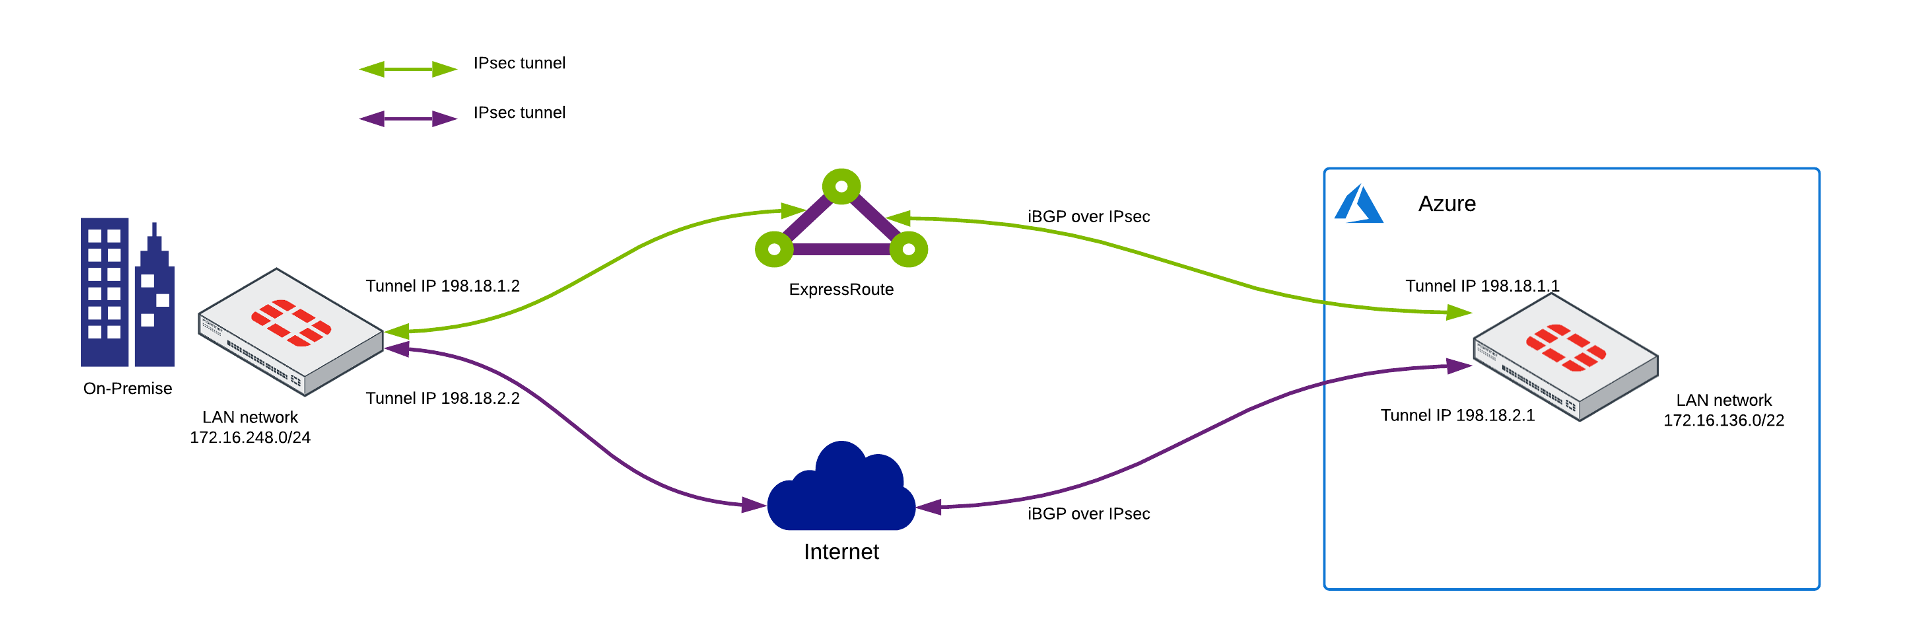 IPsec tunnel
IPsec tunnel
Azure
iBGP over IPsec
Tunnel IP 198.18.1.2
ExpressRoute
Tunnel IP 198.18.1.1
On-Premise
Tunnel IP 198.18.2.2
LAN network
172.16.248.0/24
Tunnel IP 198.18.2.1
LAN network
172.16.136.0/22
iBGP over IPsec
Internet